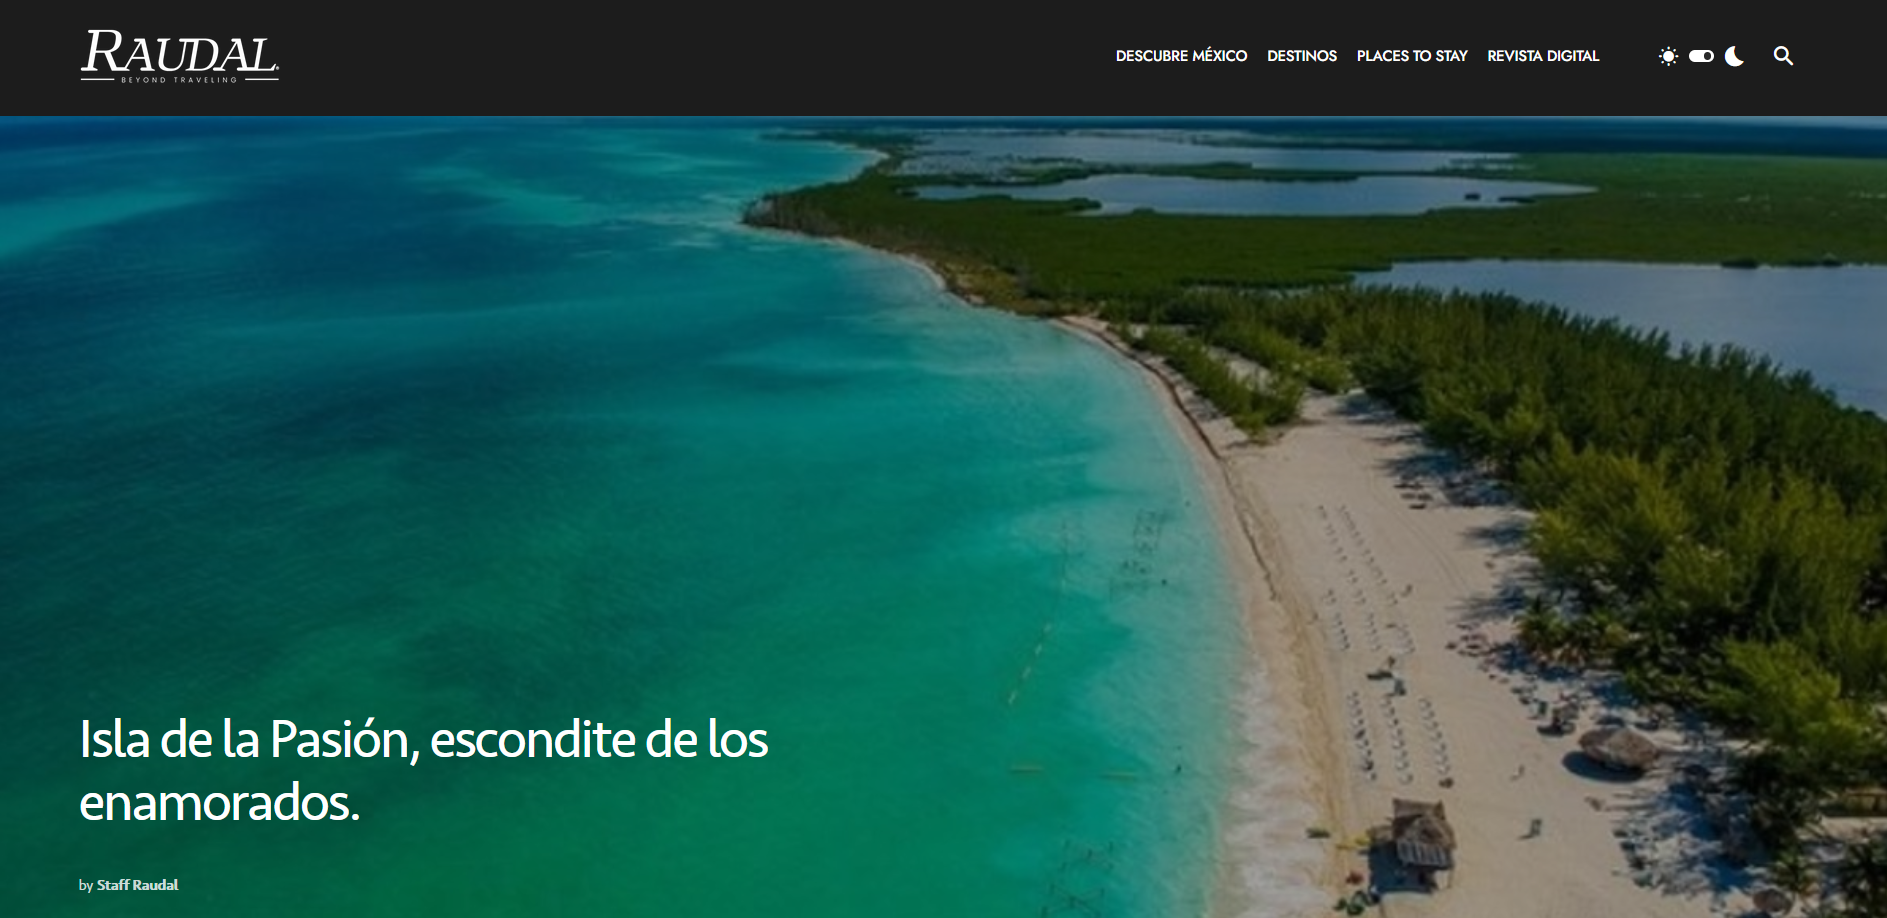 RAUDAL
BEYOND TRAVELING
DESCUBRE MÉXICO DESTINOS PLACES TO STAY REVISTA DIGITAL
Isla de la Pasión, escondite de los
enamorados.
by Staff Raudal